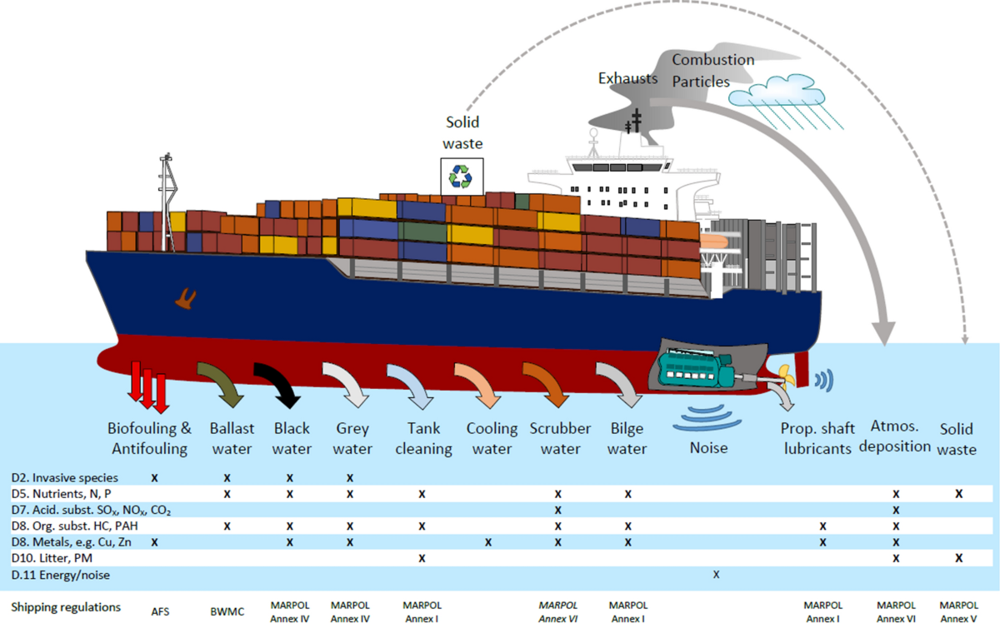 Combustion
Exhausts Particles
Solid
waste
Biofouling & Ballast Black Grey Tank Cooling Scrubber Bilge Prop. shaft Atmos. Solid
Antifouling water water water cleaning water water water Noise lubricants deposition waste
D2. Invasive species x x x x
D5. Nutrients, N, P x x x x x x x x
D7. Acid. subst. SOₓ, NOₓ, CO₂ x x
D8. Org. subst. HC, PAH x x x x x x x x
D8. Metals, e.g. Cu, Zn x x x x x x x x
D10. Litter, PM x x x
D.11 Energy/noise x
Shipping regulations AFS BWMC MARPOL MARPOL MARPOL MARPOL MARPOL MARPOL MARPOL MARPOL
Annex IV Annex IV Annex I Annex VI Annex I Annex I Annex VI Annex V